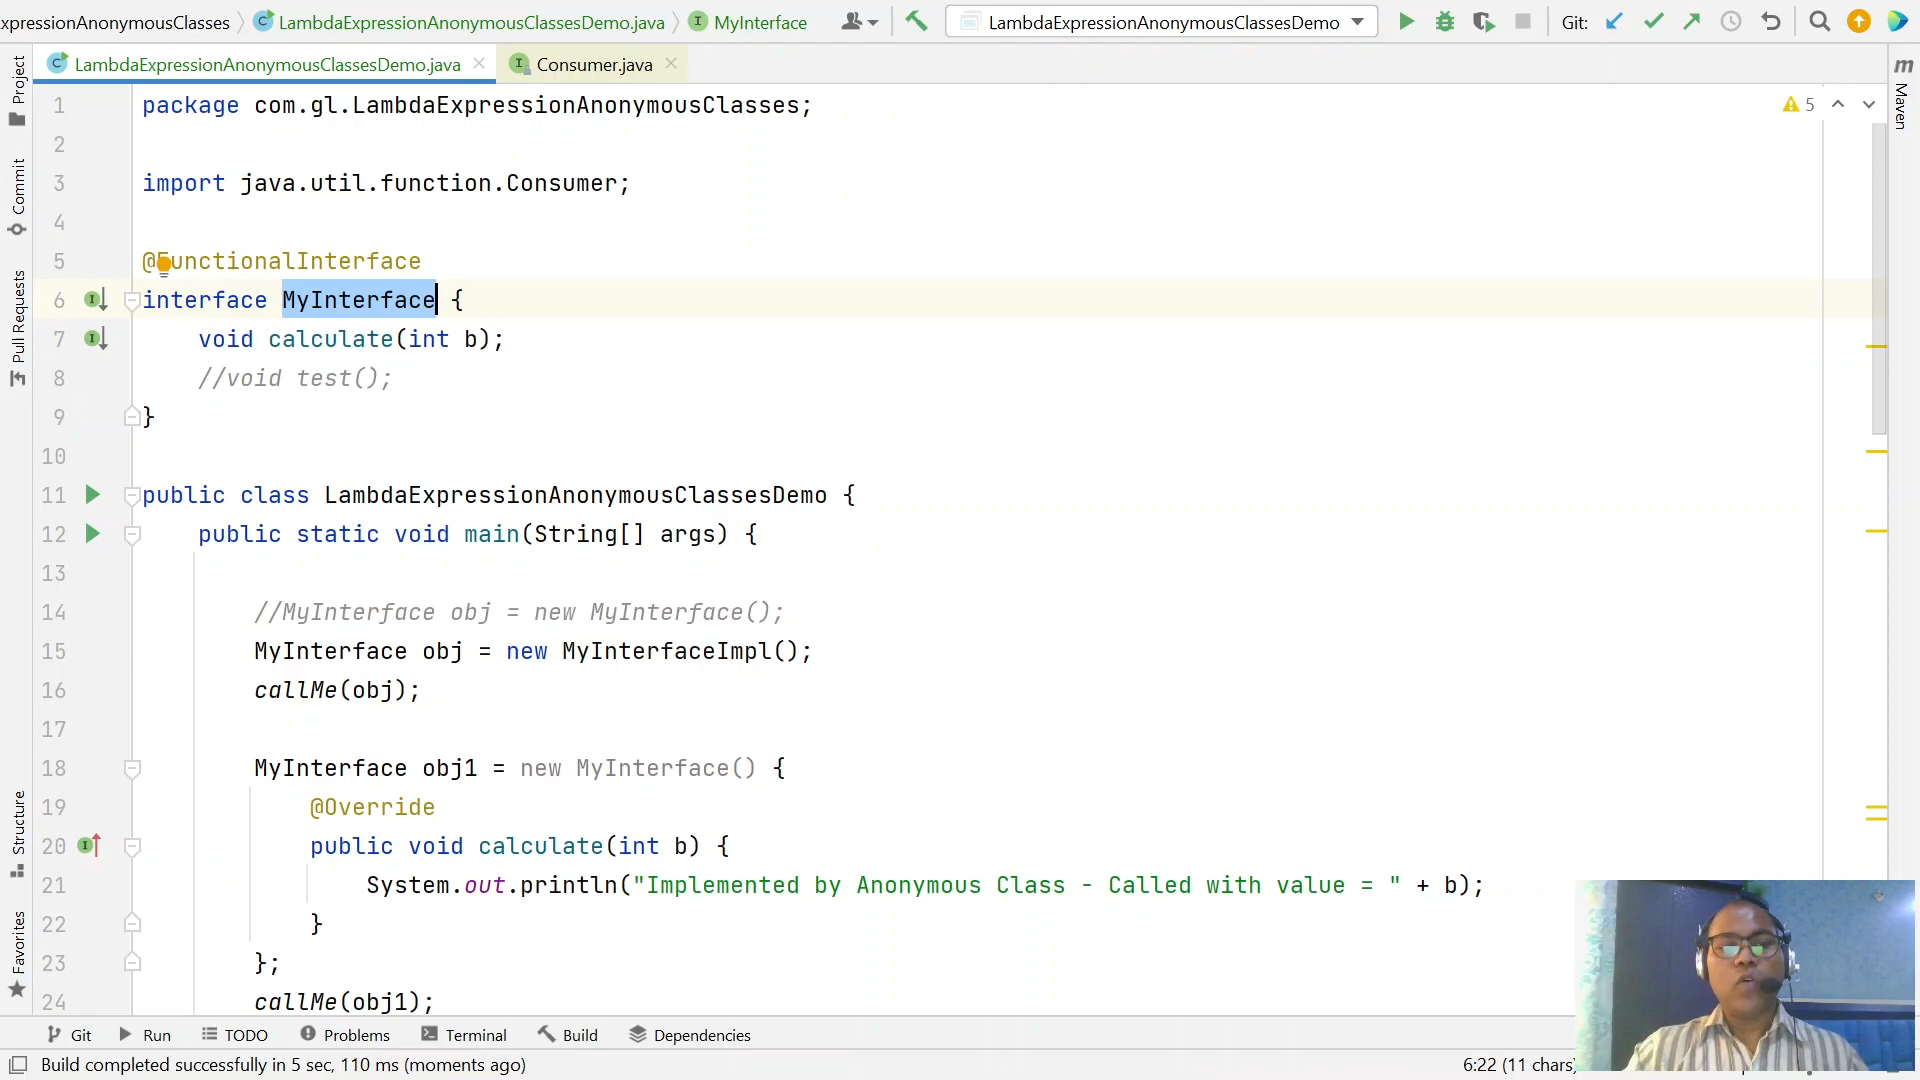 xpressionAnonymousClasses LambdaExpressionAnonymousClassesDemo.java MyInterface LambdaExpressionAnonymousClassesDemo Git:
LambdaExpressionAnonymousClassesDemo.java Consumer.java
Project
Commit
Pull Requests
Structure
Favorites
Maven
5
1 package com.gl.LambdaExpressionAnonymousClasses;
2
3 import java.util.function.Consumer;
4
5 @FunctionalInterface
6 interface MyInterface {
7 void calculate(int b);
8 //void test();
9 }
10
11 public class LambdaExpressionAnonymousClassesDemo {
12 public static void main(String[] args) {
13
14 //MyInterface obj = new MyInterface();
15 MyInterface obj = new MyInterfaceImpl();
16 callMe(obj);
17
18 MyInterface obj1 = new MyInterface() {
19 @Override
20 public void calculate(int b) {
21 System.out.println("Implemented by Anonymous Class - Called with value = " + b);
22 }
23 };
24 callMe(obj1);
Git Run TODO Problems Terminal Build Dependencies
Build completed successfully in 5 sec, 110 ms (moments ago) 6:22 (11 chars)